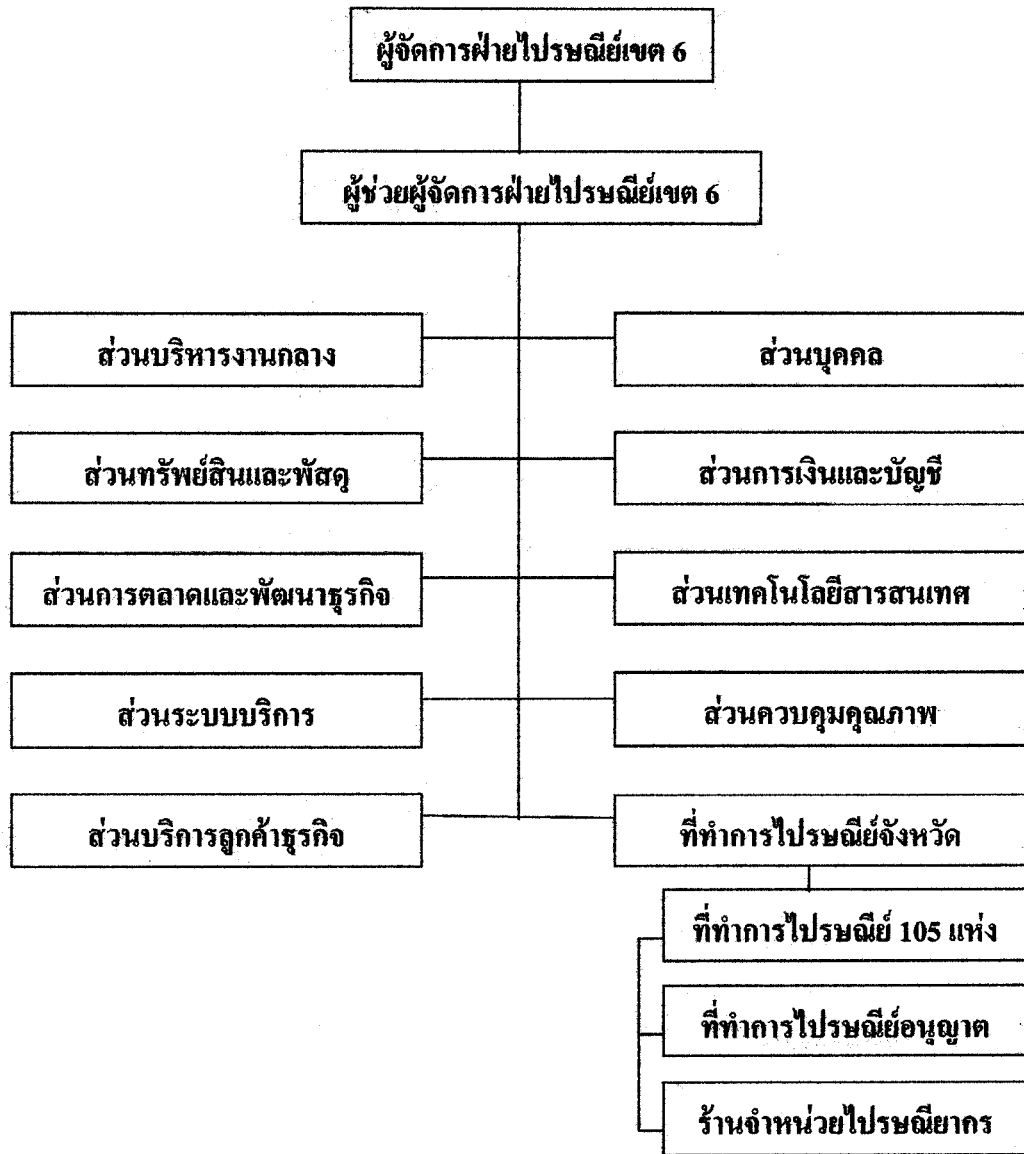 ผู้จัดการฝ่ายไปรษณีย์เขต 6
ผู้ช่วยผู้จัดการฝ่ายไปรษณีย์เขต 6
ส่วนบริหารงานกลาง
ส่วนบุคคล
ส่วนทรัพย์สินและพัสดุ
ส่วนการเงินและบัญชี
ส่วนการตลาดและพัฒนาธุรกิจ
ส่วนเทคโนโลยีสารสนเทศ
ส่วนระบบบริการ
ส่วนควบคุมคุณภาพ
ส่วนบริการลูกค้าธุรกิจ
ที่ทำการไปรษณีย์จังหวัด
ที่ทำการไปรษณีย์ 105 แห่ง
ที่ทำการไปรษณีย์อนุญาต
ร้านจำหน่วยไปรษณียากร